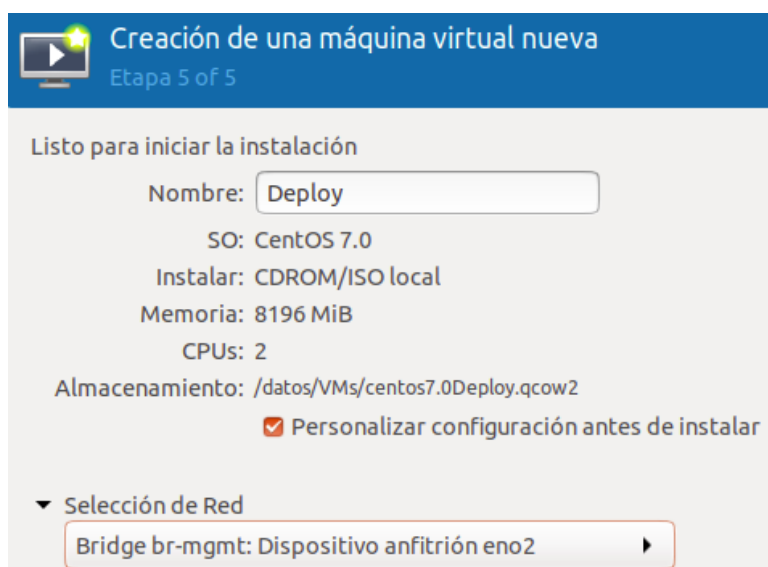 Creación de una máquina virtual nueva
Etapa 5 of 5
Listo para iniciar la instalación
Nombre: Deploy
SO: CentOS 7.0
Instalar: CDROM/ISO local
Memoria: 8196 MiB
CPUs: 2
Almacenamiento: /datos/VMs/centos7.0Deploy.qcow2
Personalizar configuración antes de instalar
Selección de Red
Bridge br-mgmt: Dispositivo anfitrión eno2